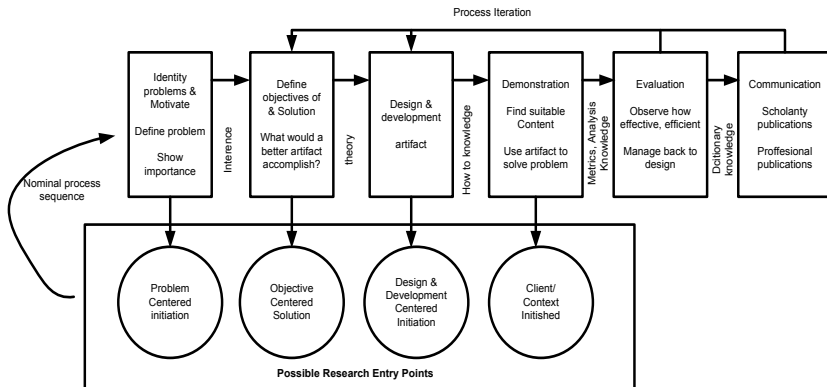 Process Iteration
Identity
problems &
Motivate
Define problem
Show
importance
Interence
Define
objectives of
& Solution
What would a
better artifact
accomplish?
theory
Design &
development
artifact
How to knowledge
Demonstration
Find suitable
Content
Use artifact to
solve problem
Metrics, Analysis
Knowledge
Evaluation
Observe how
effective, efficient
Manage back to
design
Dcitionary
knowledge
Communication
Scholanty
publications
Proffesional
publications
Nominal process
sequence
Problem
Centered
initiation
Objective
Centered
Solution
Design &
Development
Centered
Initiation
Client/
Context
Initished
Possible Research Entry Points